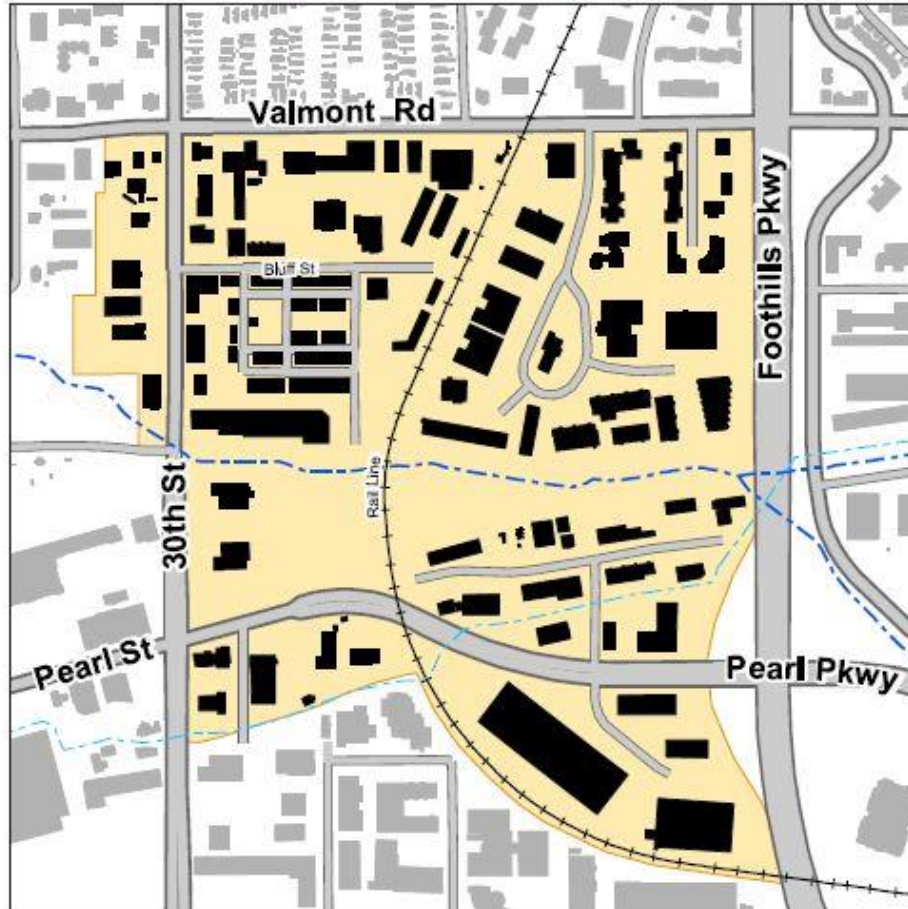 Valmont Rd
Foothills Pkwy
Bluff St
Rail Line
30th St
Pearl St
Pearl Pkwy